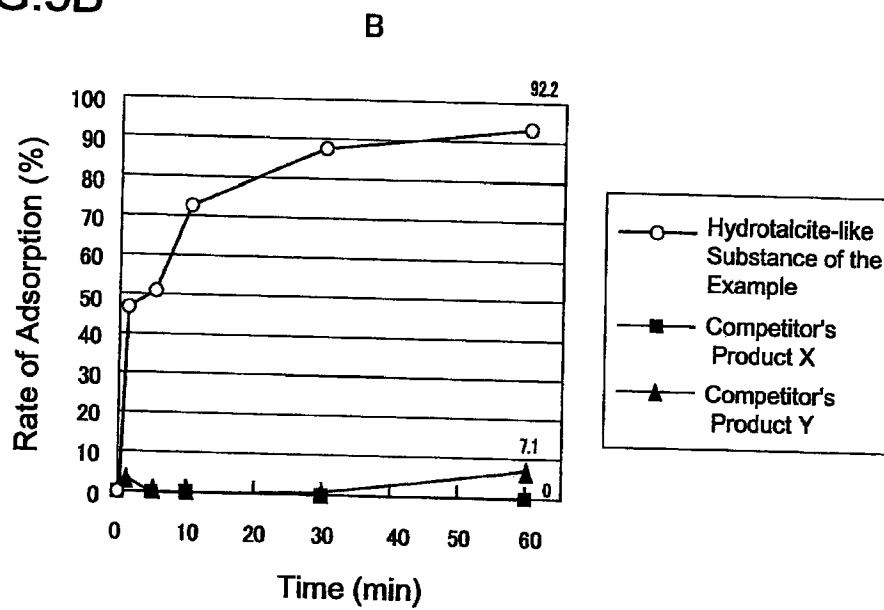 B
92.2
100
90
80
70
60
50
40
30
20
10
0
7.1
0
0 10 20 30 40 50 60
Rate of Adsorption (%)
Time (min)
Hydrotalcite-like
Substance of the
Example
Competitor's
Product X
Competitor's
Product Y